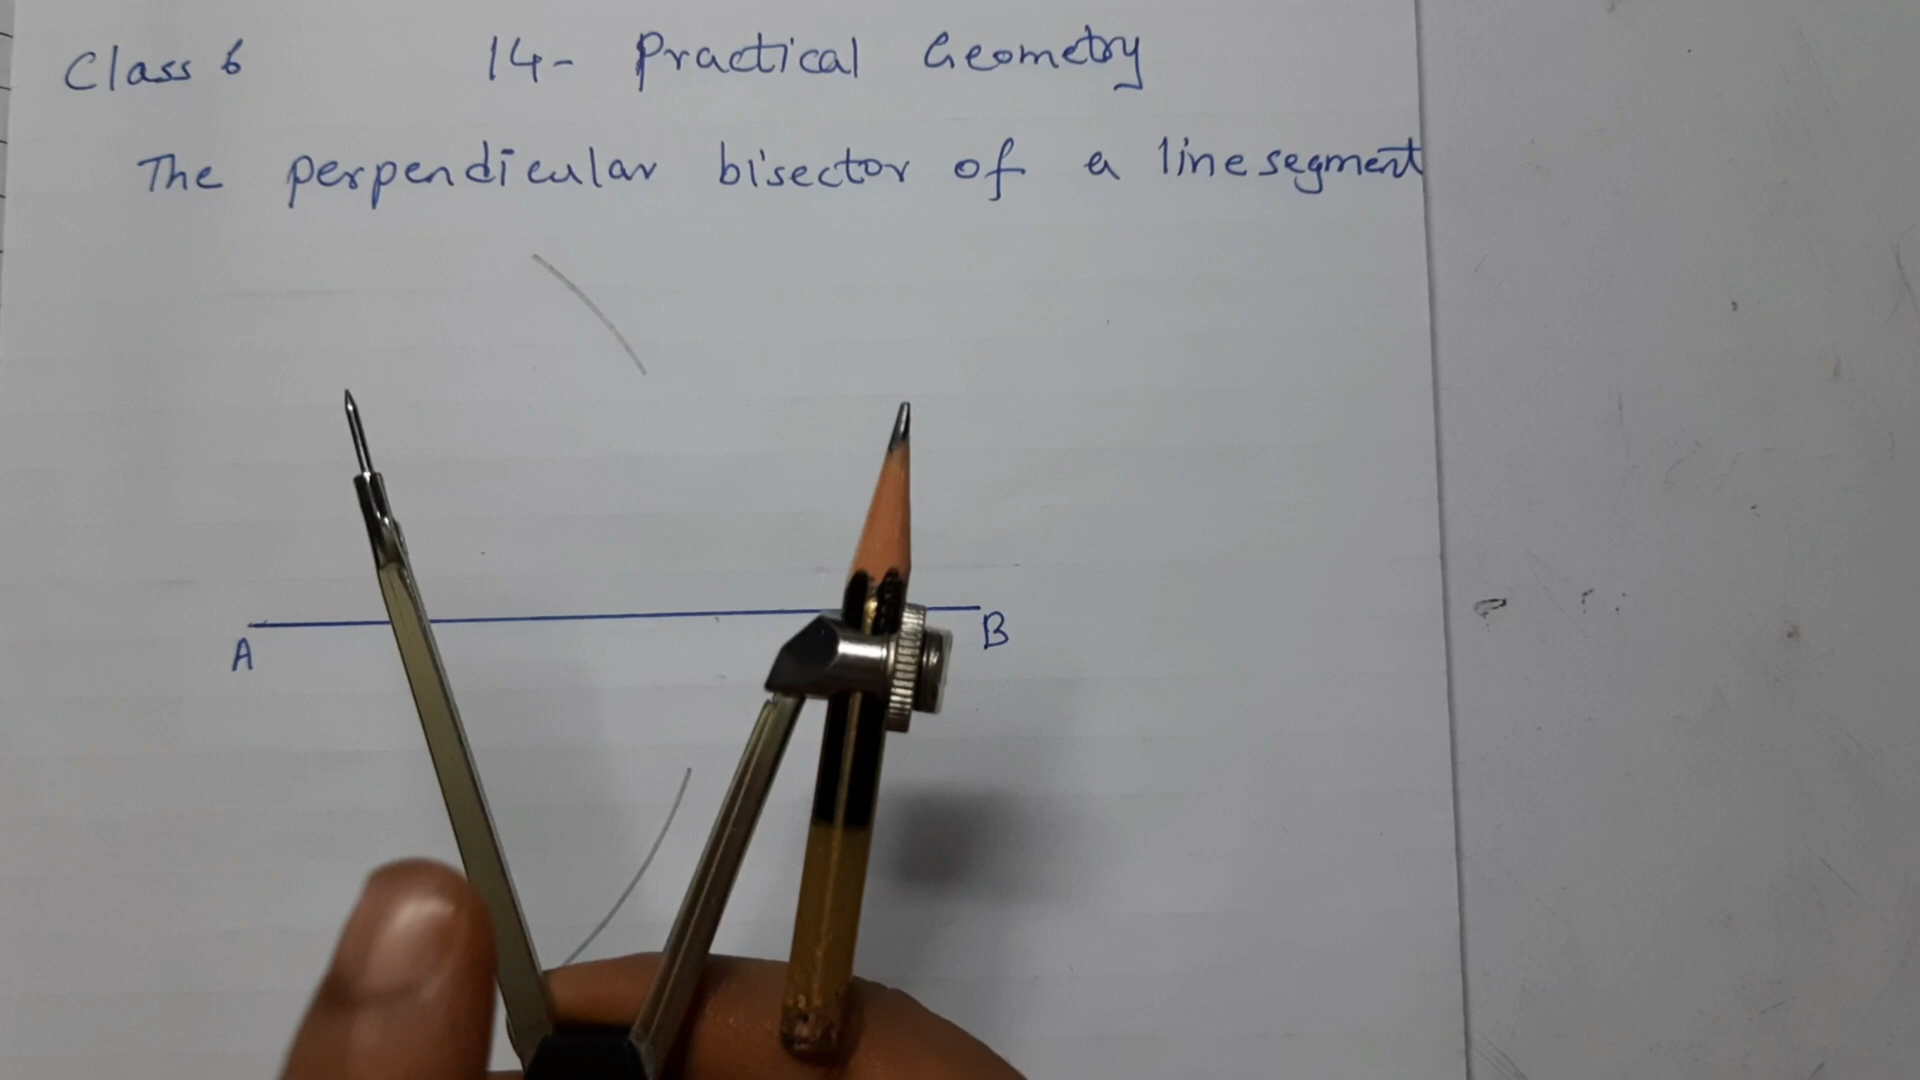 Class 6 14- Practical Geometry
The perpendicular bisector of a line segment
A B